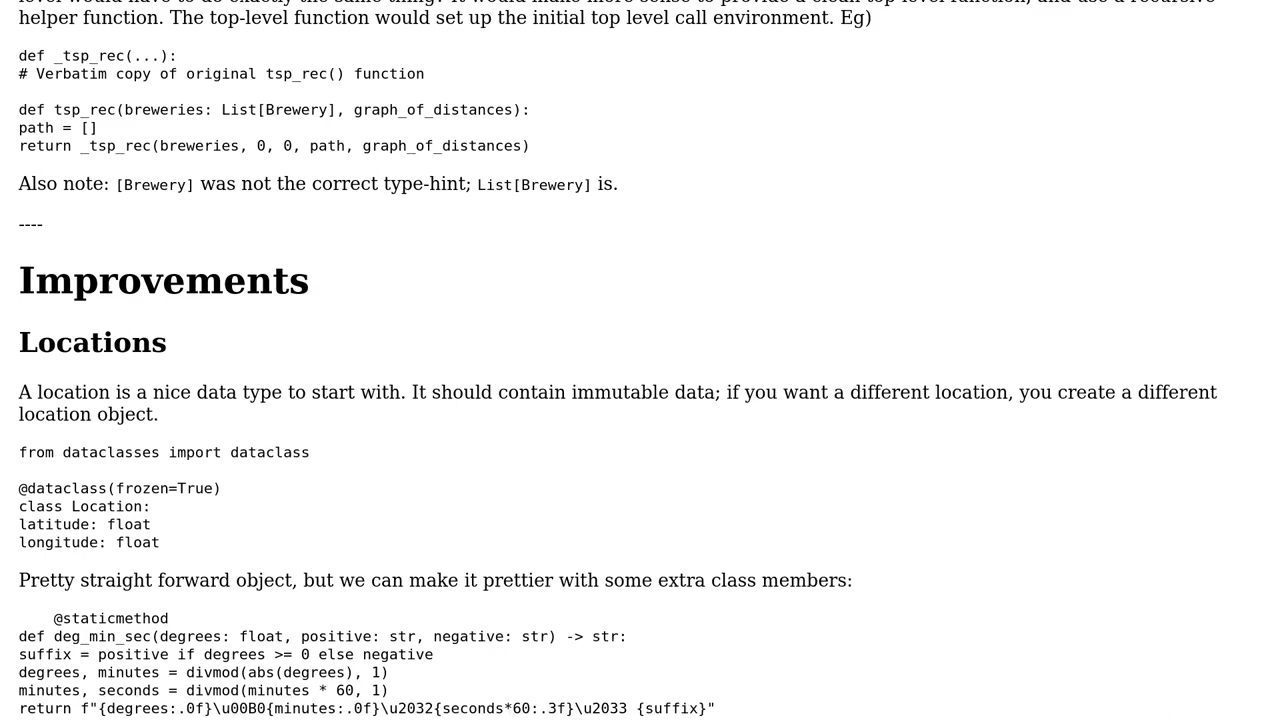 helper function. The top-level function would set up the initial top level call environment. Eg)
def _tsp_rec(...):
# Verbatim copy of original tsp_rec() function
def tsp_rec(breweries: List[Brewery], graph_of_distances):
path = []
return _tsp_rec(breweries, 0, 0, path, graph_of_distances)
Also note: [Brewery] was not the correct type-hint; List[Brewery] is.
----
Improvements
Locations
A location is a nice data type to start with. It should contain immutable data; if you want a different location, you create a different
location object.
from dataclasses import dataclass
@dataclass(frozen=True)
class Location:
latitude: float
longitude: float
Pretty straight forward object, but we can make it prettier with some extra class members:
@staticmethod
def deg_min_sec(degrees: float, positive: str, negative: str) -> str:
suffix = positive if degrees >= 0 else negative
degrees, minutes = divmod(abs(degrees), 1)
minutes, seconds = divmod(minutes * 60, 1)
return f"{degrees:.0f}\u00B0{minutes:.0f}\u2032{seconds*60:.3f}\u2033 {suffix}"